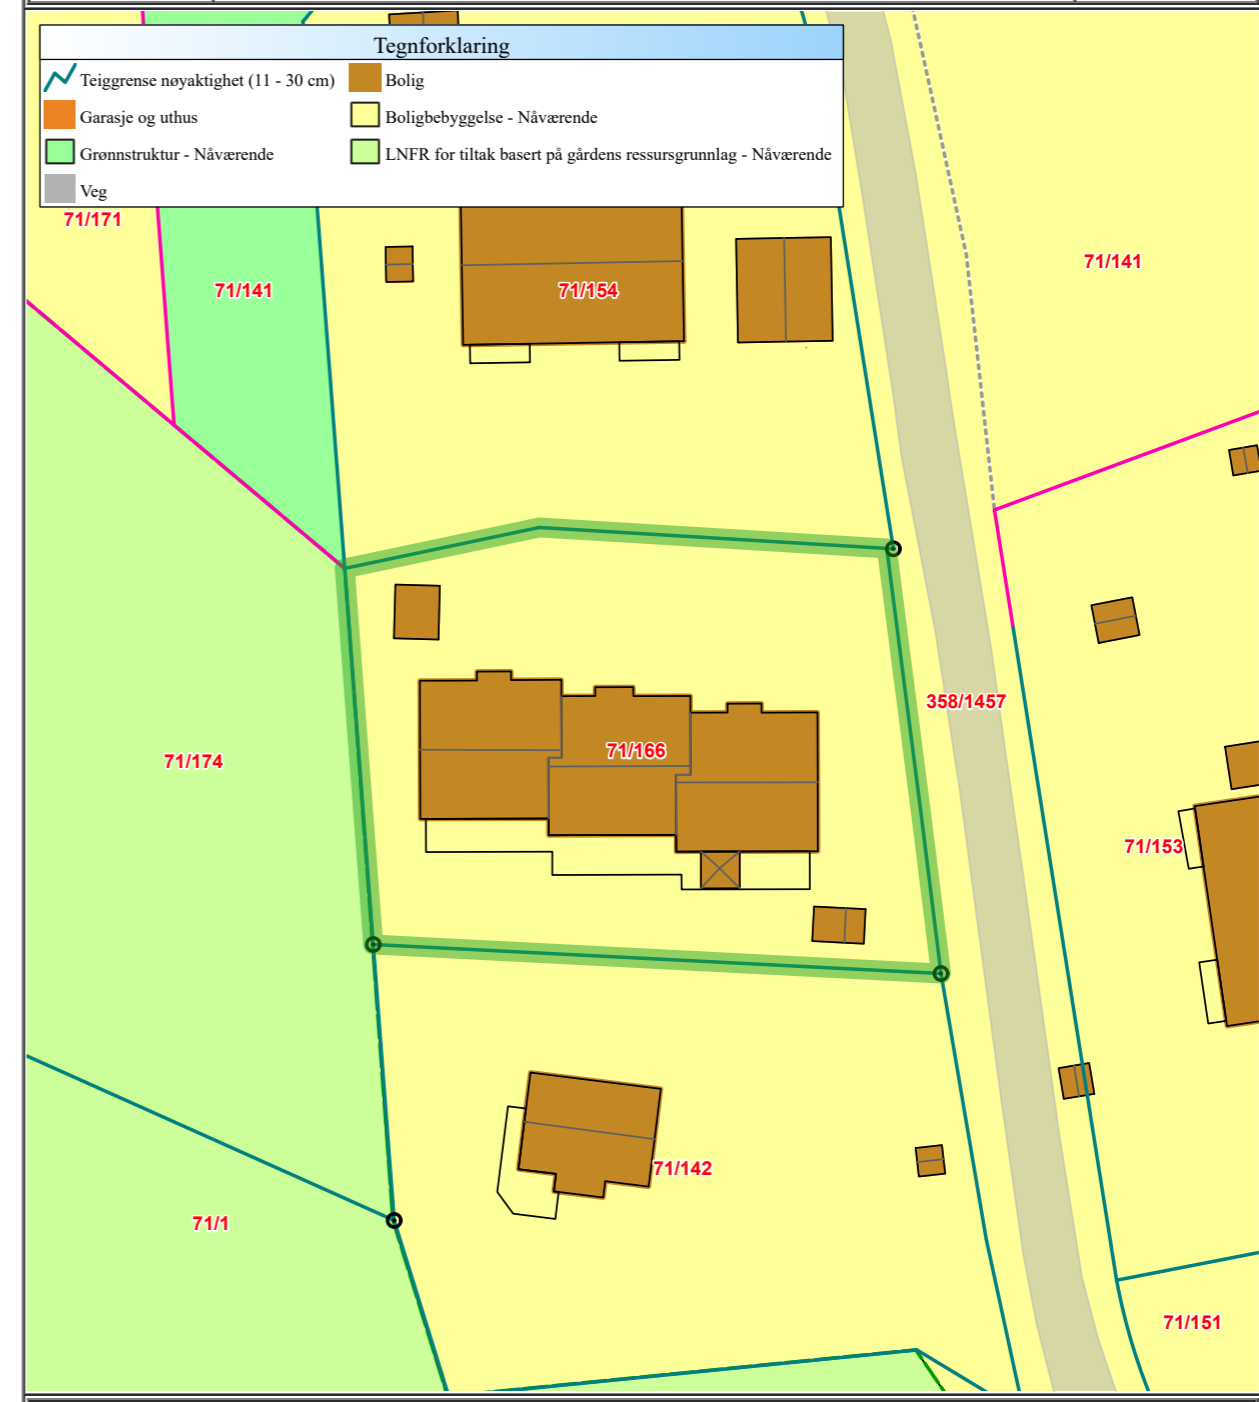 Tegnforklaring
Teiggrense nøyaktighet (11 - 30 cm)
Bolig
Garasje og uthus
Boligbebyggelse - Nåværende
Grønnstruktur - Nåværende
LNFR for tiltak basert på gårdens ressursgrunnlag - Nåværende
Veg
71/171
71/141
71/154
71/141
358/1457
71/166
71/174
71/153
71/142
71/1
71/151